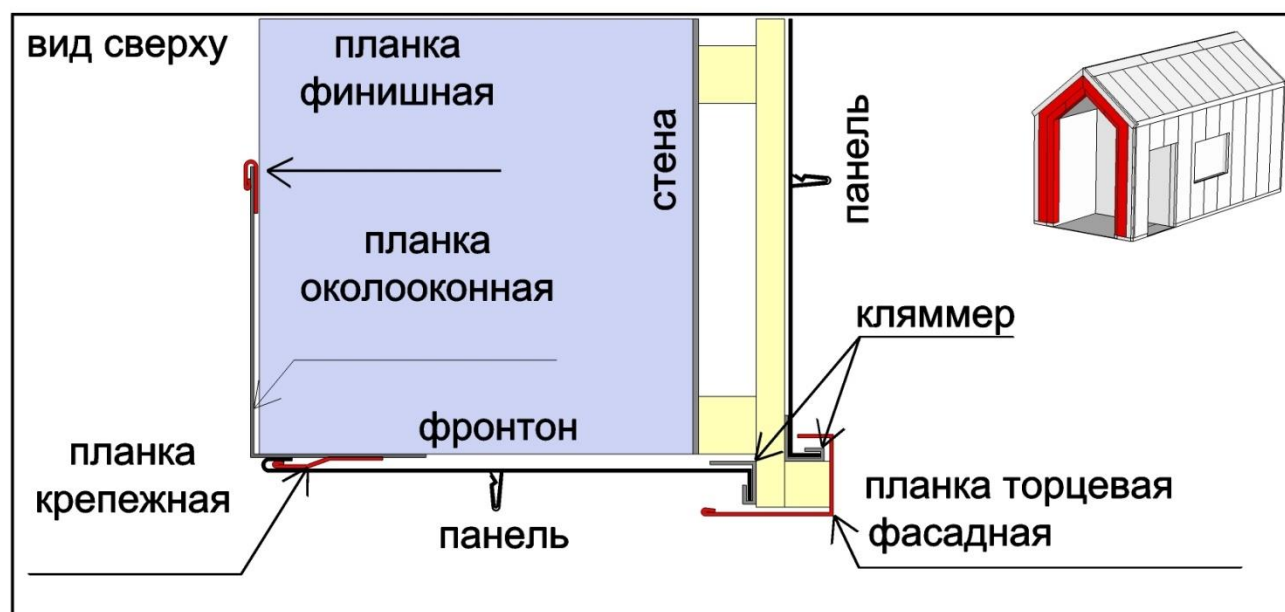 вид сверху
планка
финишная
стена
панель
планка
околооконная
кляммер
фронтон
планка
крепежная
панель
планка торцевая
фасадная